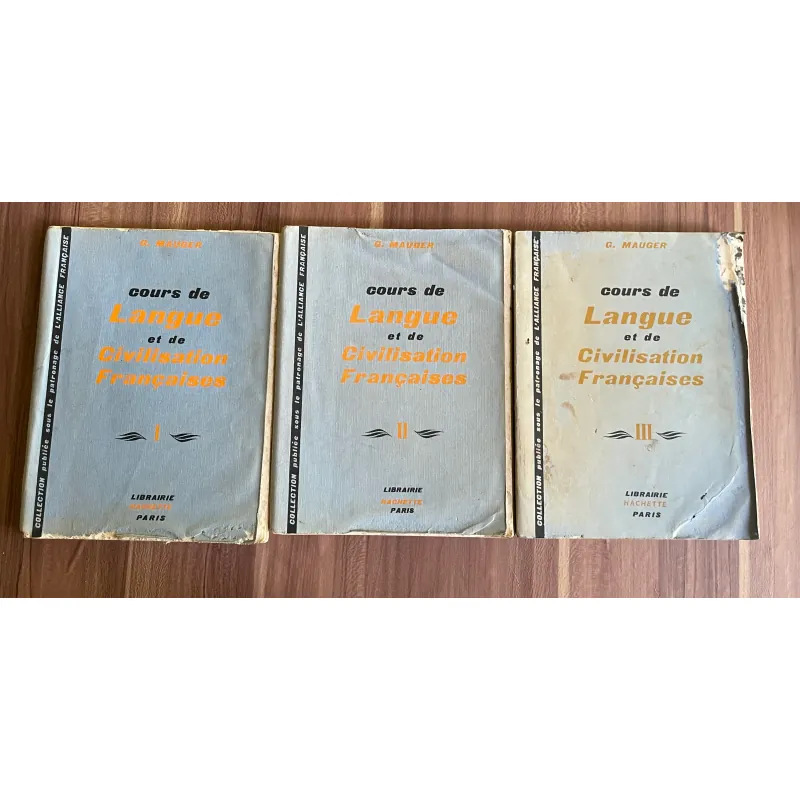 COLLECTION publiée sous le patronage de L'ALLIANCE FRANÇAISE
G. MAUGER
cours de
Langue
et de
Civilisation
Françaises
I
LIBRAIRIE
HACHETTE
PARIS
COLLECTION publiée sous le patronage de L'ALLIANCE FRANÇAISE
G. MAUGER
cours de
Langue
et de
Civilisation
Françaises
II
LIBRAIRIE
HACHETTE
PARIS
COLLECTION publiée sous le patronage de L'ALLIANCE FRANÇAISE
G. MAUGER
cours de
Langue
et de
Civilisation
Françaises
III
LIBRAIRIE
HACHETTE
PARIS